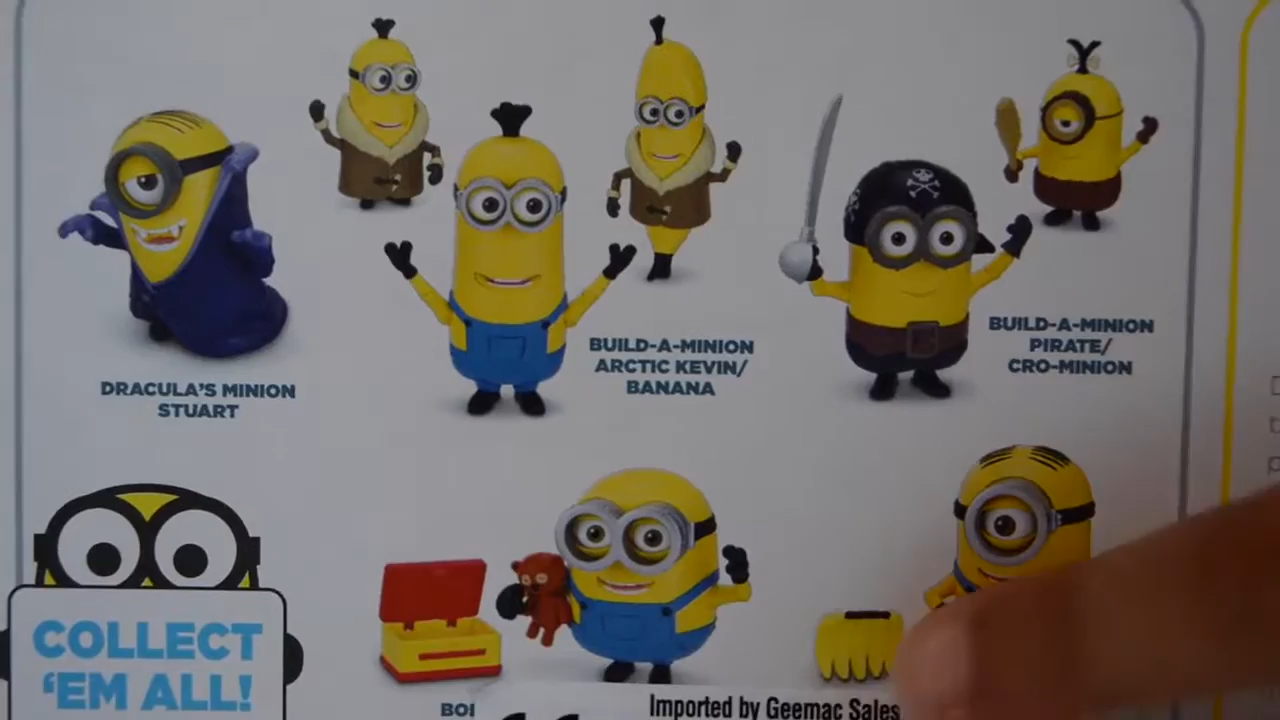 DRACULA'S MINION
STUART
BUILD-A-MINION
ARCTIC KEVIN/
BANANA
BUILD-A-MINION
PIRATE/
CRO-MINION
COLLECT
'EM ALL!
Imported by Geemac Sales